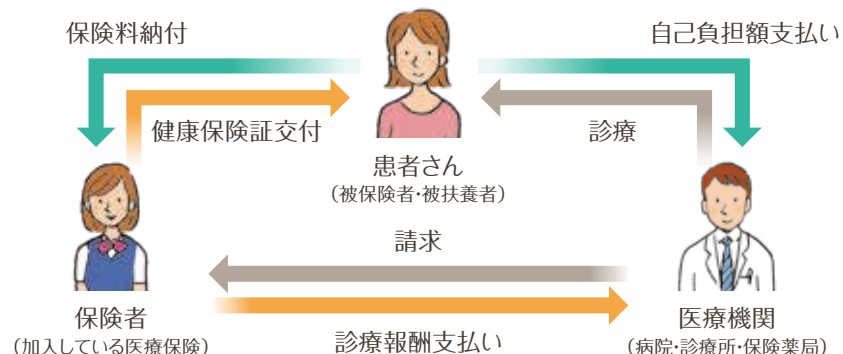 保険料納付
自己負担額支払い
健康保険証交付
診療
患者さん
（被保険者・被扶養者）
請求
保険者
（加入している医療保険）
診療報酬支払い
医療機関
（病院・診療所・保険薬局）